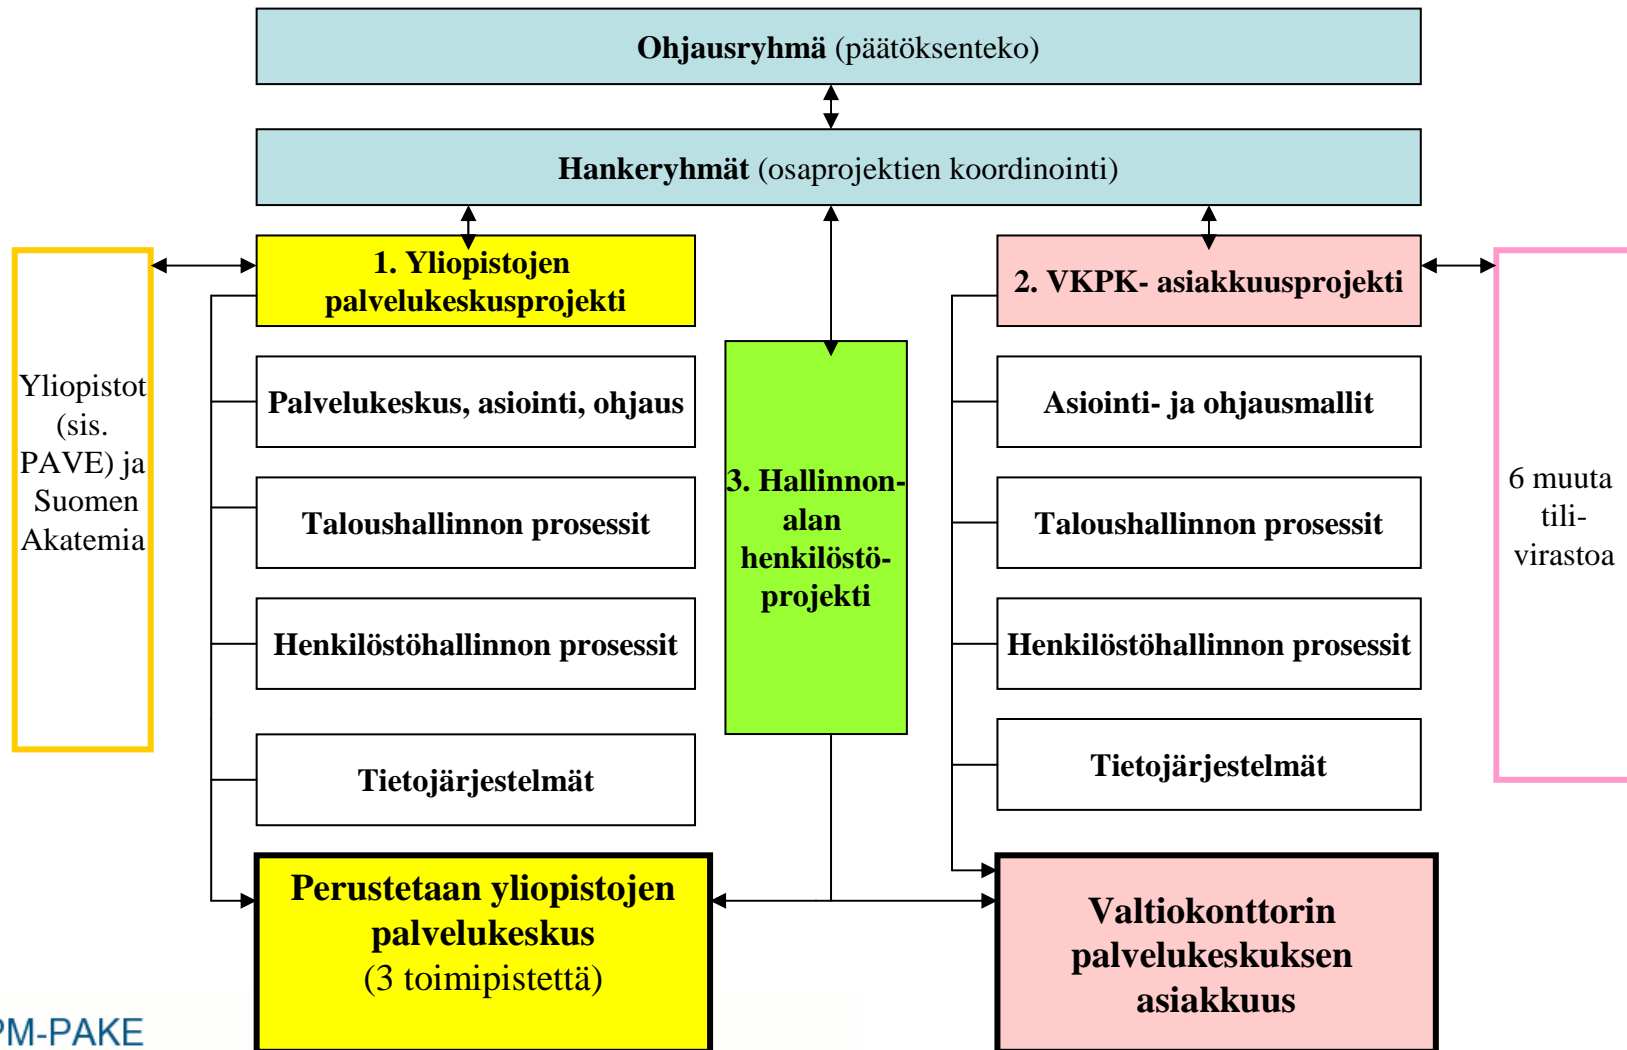 Ohjausryhmä (päätöksenteko)
Hankeryhmät (osaprojektien koordinointi)
Yliopistot
(sis.
PAVE) ja
Suomen
Akatemia
1. Yliopistojen
palvelukeskusprojekti
Palvelukeskus, asiointi, ohjaus
Taloushallinnon prosessit
Henkilöstöhallinnon prosessit
Tietojärjestelmät
Perustetaan yliopistojen
palvelukeskus
(3 toimipistettä)
3. Hallinnon-
alan
henkilöstö-
projekti
2. VKPK- asiakkuusprojekti
Asiointi- ja ohjausmallit
Taloushallinnon prosessit
Henkilöstöhallinnon prosessit
Tietojärjestelmät
Valtiokonttorin
palvelukeskuksen
asiakkuus
6 muuta
tili-
virastoa
PM-PAKE